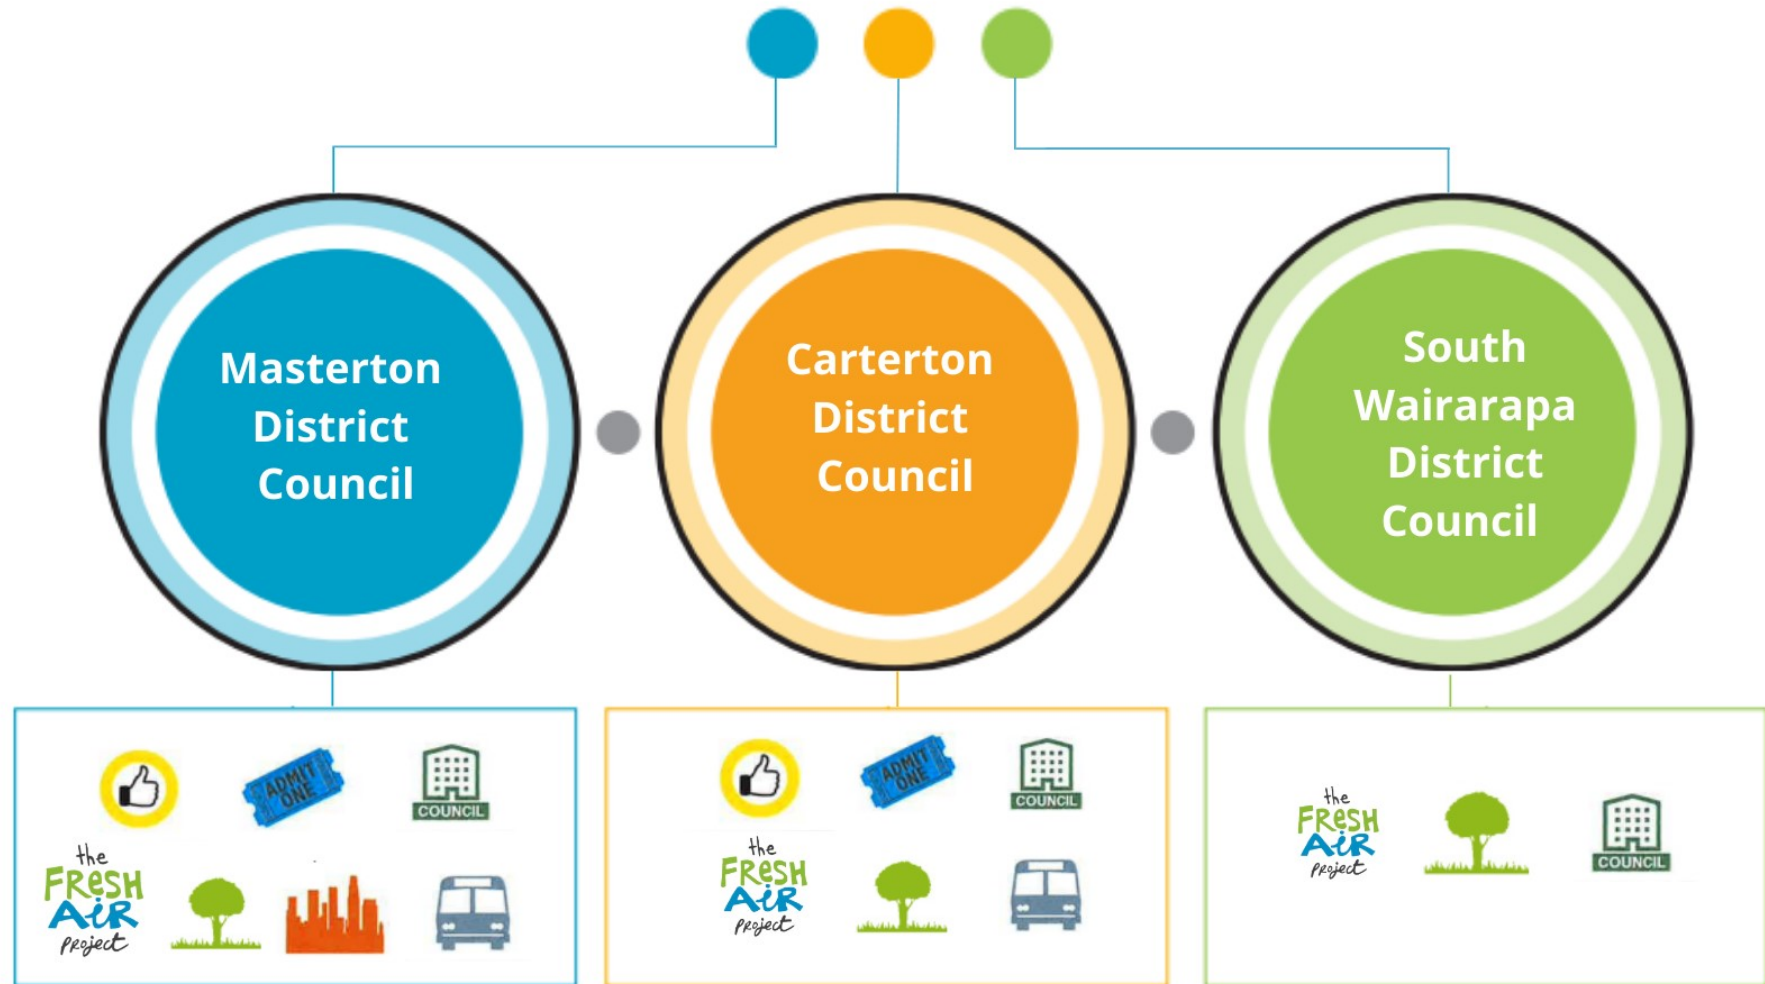 Masterton
District
Council
Carterton
District
Council
South
Wairarapa
District
Council
ADMIT
ONE
COUNCIL
the
FRESH
AiR
PROject
ADMIT
ONE
COUNCIL
the
FRESH
AiR
PROject
the
FRESH
AiR
PROject
COUNCIL